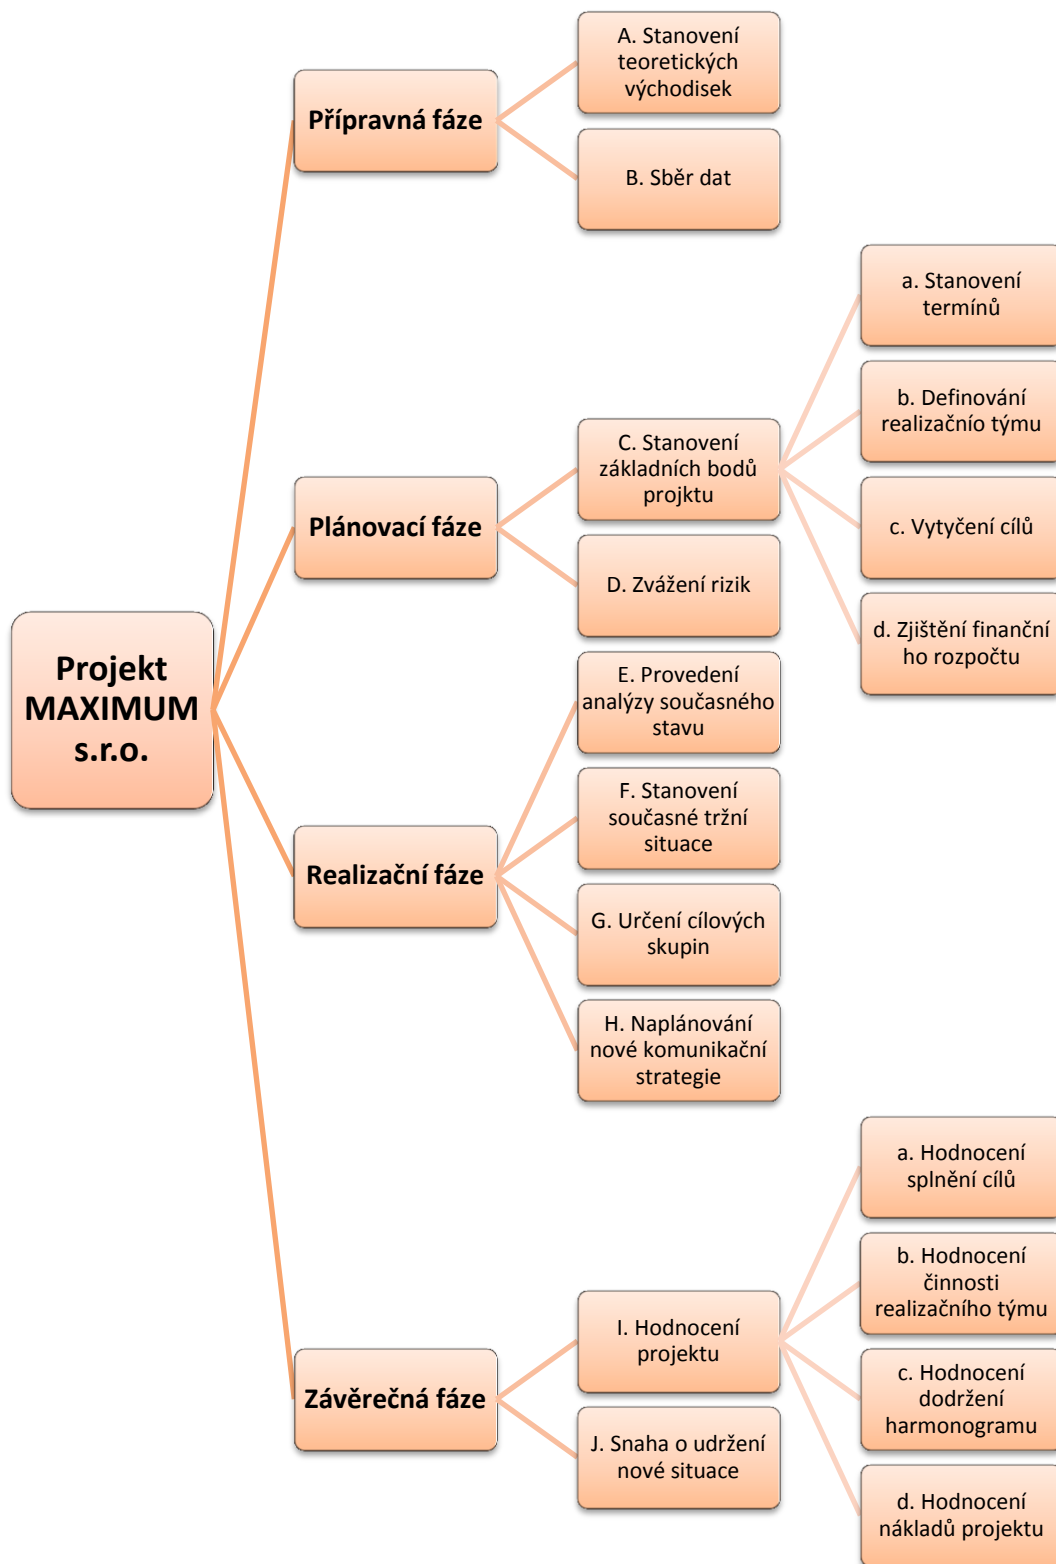 Projekt
MAXIMUM
s.r.o.
Přípravná fáze
A. Stanovení
teoretických
východisek
B. Sběr dat
Plánovací fáze
C. Stanovení
základních bodů
projktu
a. Stanovení
termínů
b. Definování
realizačnío týmu
c. Vytyčení cílů
d. Zjištění finanční
ho rozpočtu
D. Zvážení rizik
Realizační fáze
E. Provedení
analýzy současného
stavu
F. Stanovení
současné tržní
situace
G. Určení cílových
skupin
H. Naplánování
nové komunikační
strategie
Závěrečná fáze
I. Hodnocení
projektu
a. Hodnocení
splnění cílů
b. Hodnocení
činnosti
realizačního týmu
c. Hodnocení
dodržení
harmonogramu
d. Hodnocení
nákladů projektu
J. Snaha o udržení
nové situace